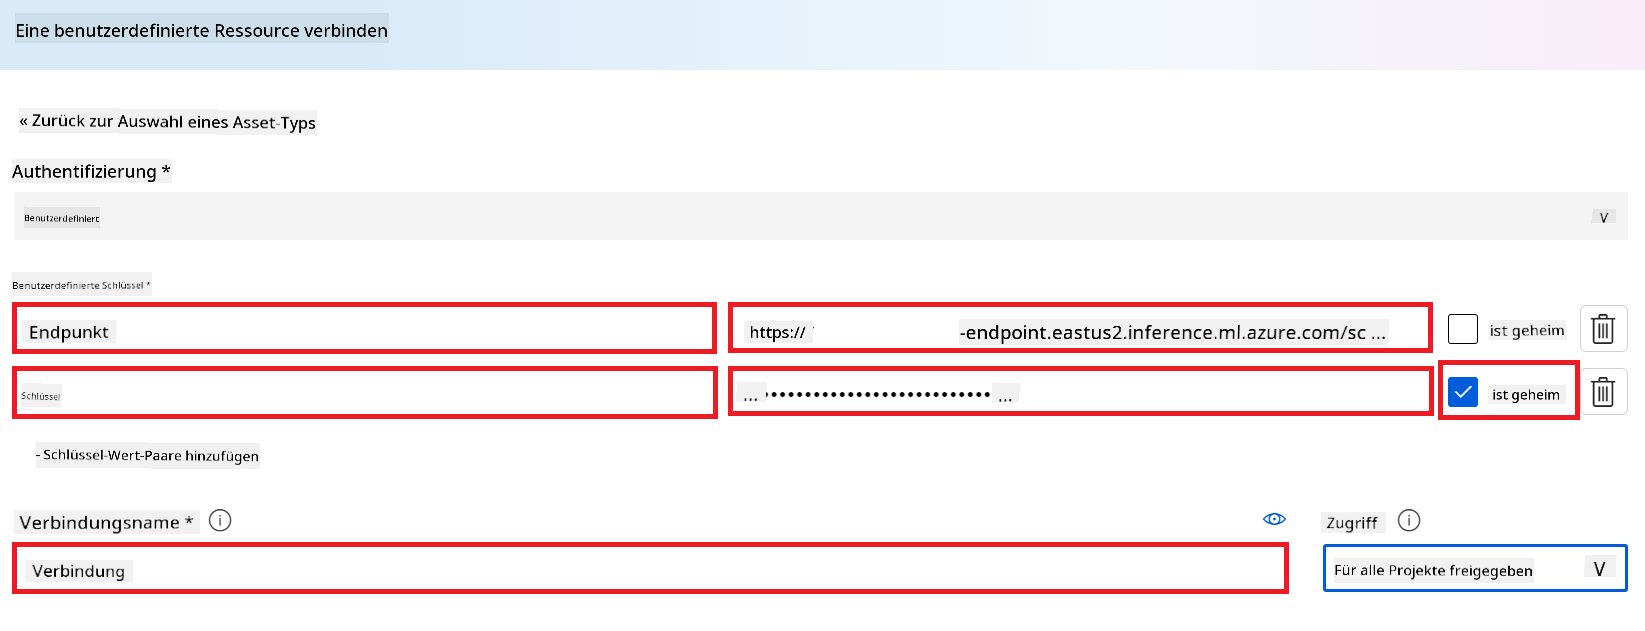 Eine benutzerdefinierte Ressource verbinden
« Zurück zur Auswahl eines Asset-Typs
Authentifizierung *
Benutzerdefiniert V
Benutzerdefinierte Schlüssel *
Endpunkt https:// -endpoint.eastus2.inference.ml.azure.com/sc ... ist geheim
Schlüssel ...•••••••••••••••••••••••••• ... ist geheim
- Schlüssel-Wert-Paare hinzufügen
Verbindungsname * Zugriff
Verbindung Für alle Projekte freigegeben V